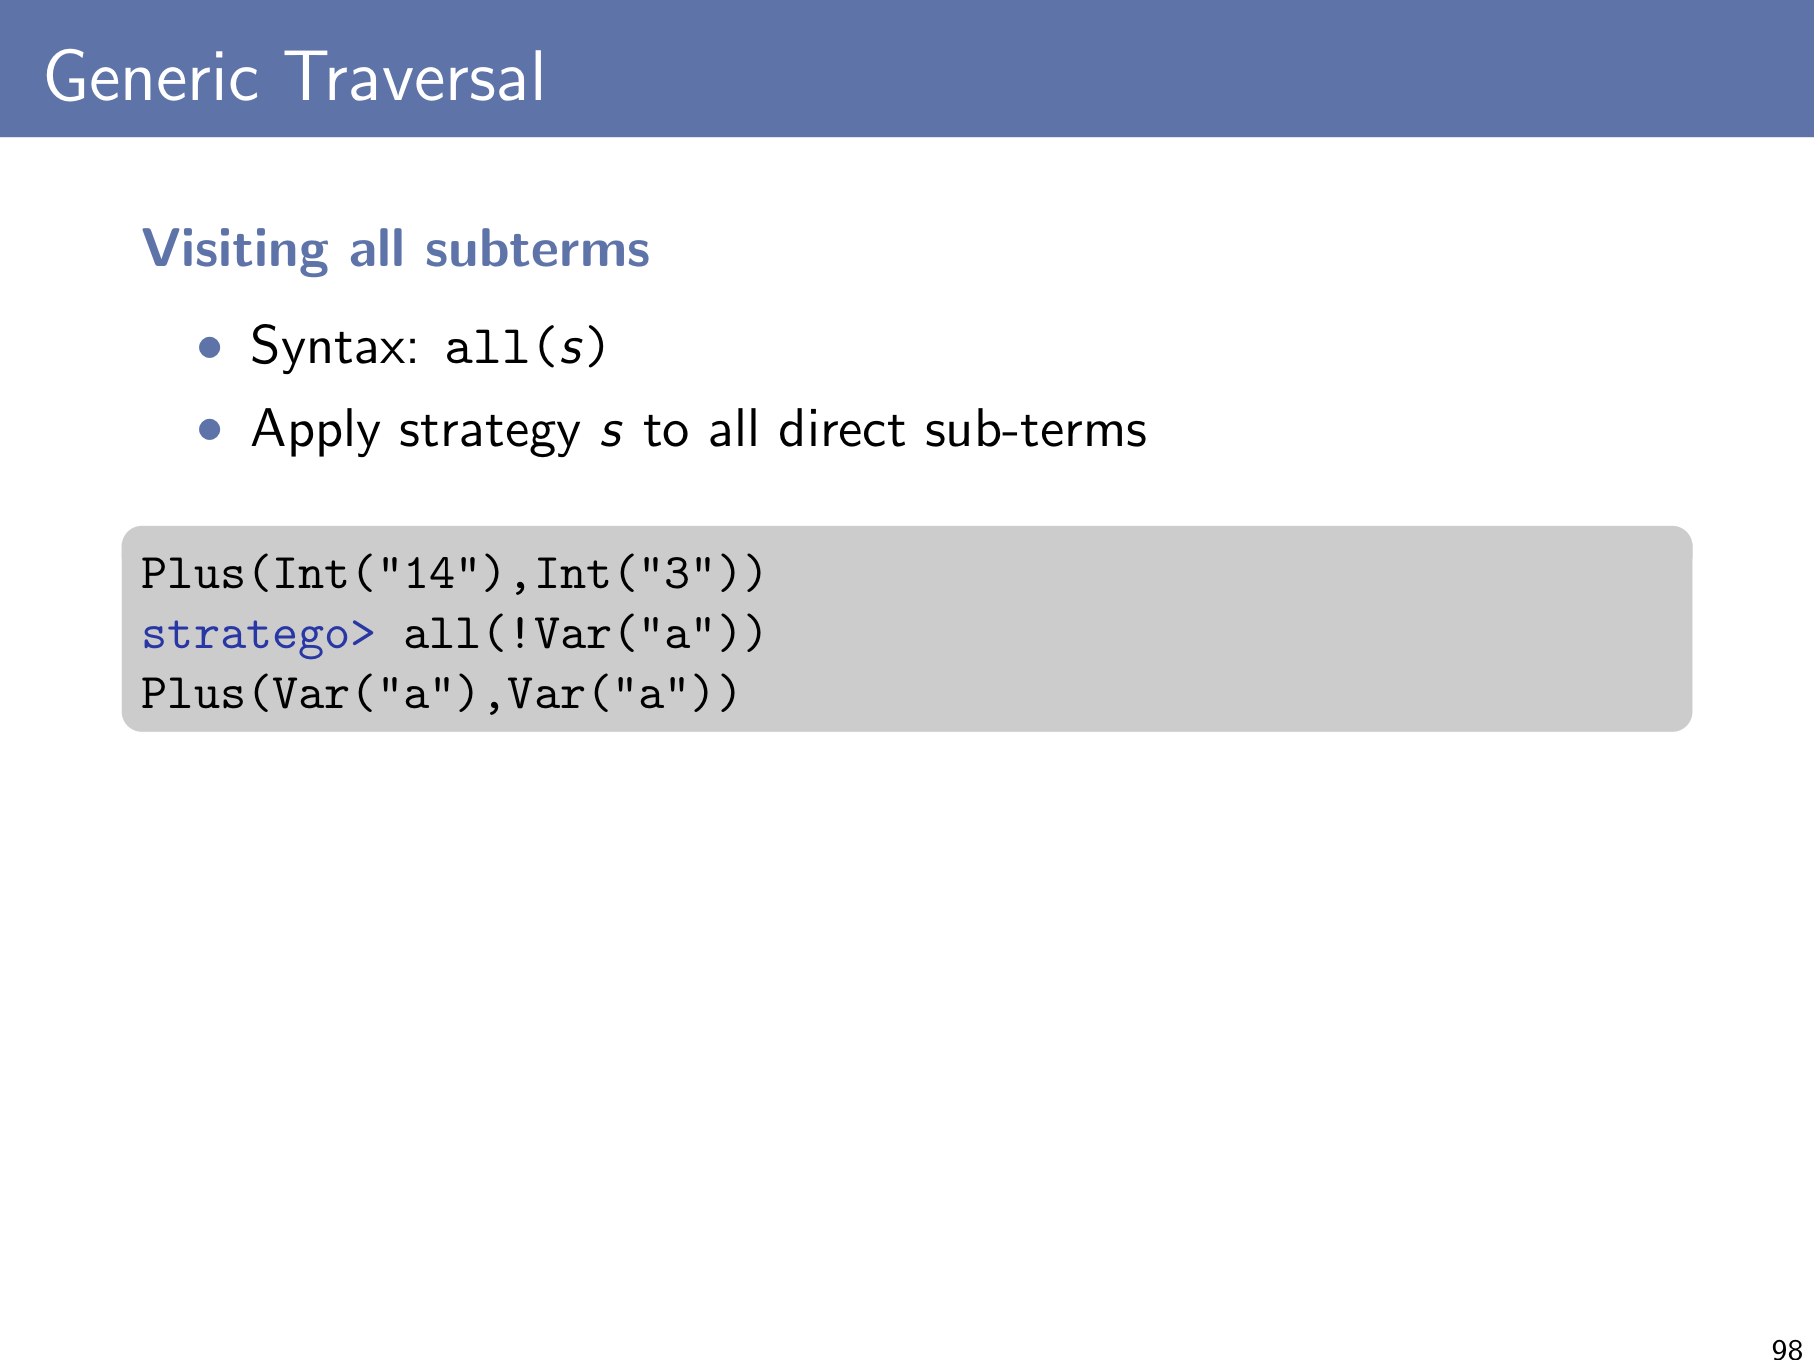 Generic Traversal
Visiting all subterms
• Syntax: all(s)
• Apply strategy s to all direct sub-terms
Plus(Int("14"),Int("3"))
stratego> all(!Var("a"))
Plus(Var("a"),Var("a"))
98